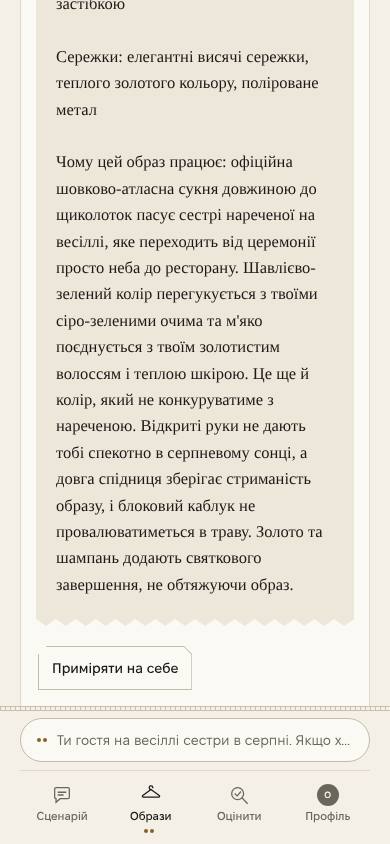 застібкою
Сережки: елегантні висячі сережки,
теплого золотого кольору, поліроване
метал
Чому цей образ працює: офіційна
шовково-атласна сукня довжиною до
щиколоток пасує сестрі нареченої на
весіллі, яке переходить від церемонії
просто неба до ресторану. Шавлієво-
зелений колір перегукується з твоїми
сіро-зеленими очима та м'яко
поєднується з твоїм золотистим
волоссям і теплою шкірою. Це ще й
колір, який не конкуруватиме з
нареченою. Відкриті руки не дають
тобі спекотно в серпневому сонці, а
довга спідниця зберігає стриманість
образу, і блоковий каблук не
провалюватиметься в траву. Золото та
шампань додають святкового
завершення, не обтяжуючи образ.
Приміряти на себе
Ти гостя на весіллі сестри в серпні. Якщо х...
Сценарій
Образи
Оцінити
О
Профіль